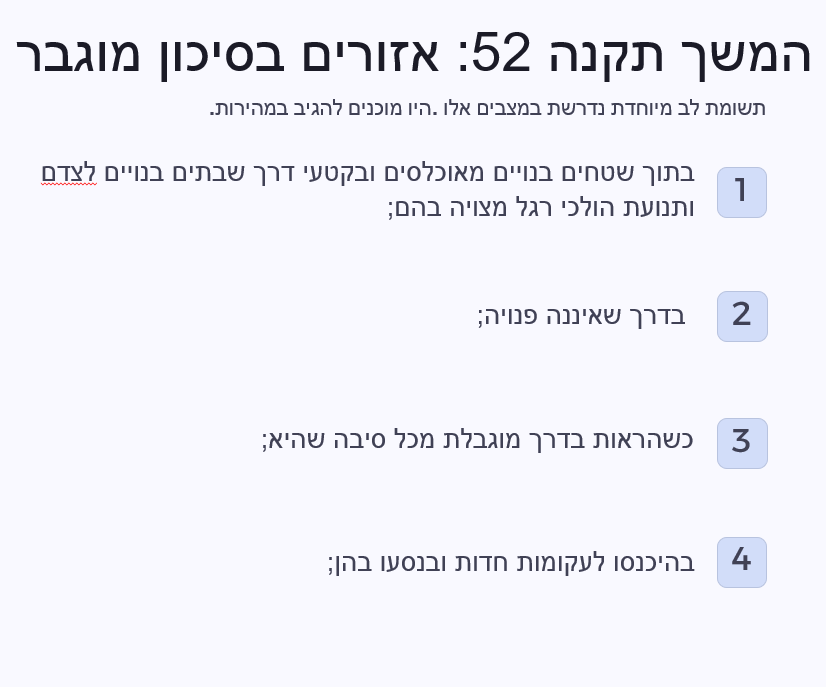 המשך תקנה 52: אזורים בסיכון מוגבר
תשומת לב מיוחדת נדרשת במצבים אלו .היו מוכנים להגיב במהירות.
1
בתוך שטחים בנויים מאוכלסים ובקטעי דרך שבתים בנויים לצדם
ותנועת הולכי רגל מצויה בהם;
2
בדרך שאיננה פנויה;
3
כשהראות בדרך מוגבלת מכל סיבה שהיא;
4
בהיכנסו לעקומות חדות ובנסעו בהן;